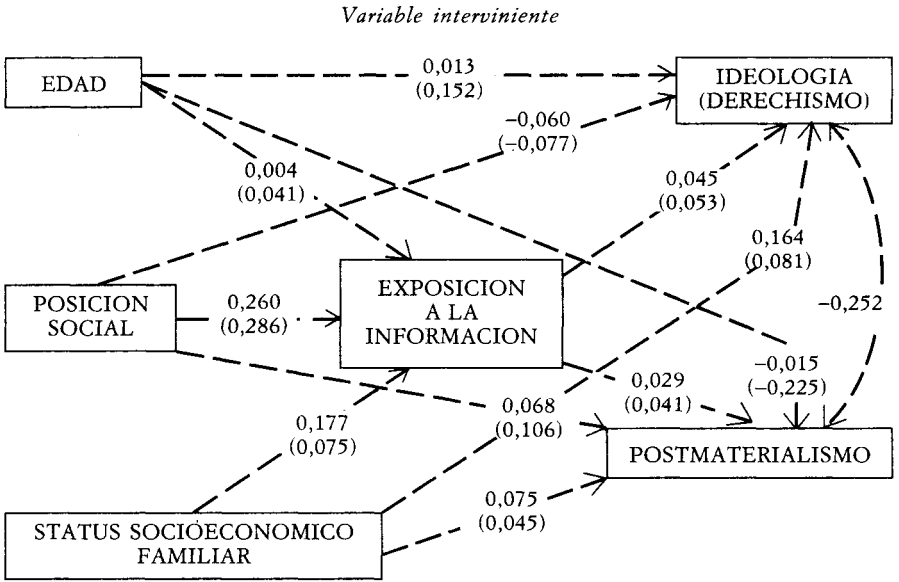 Variable interviniente
EDAD
0,013
(0,152)
IDEOLOGIA
(DERECHISMO)
−0,060
(−0,077)
0,004
(0,041)
0,045
(0,053)
0,164
(0,081)
POSICION
SOCIAL
0,260
(0,286)
EXPOSICION
A LA
INFORMACION
−0,252
−0,015
(−0,225)
0,029
(0,041)
0,068
(0,106)
0,177
(0,075)
POSTMATERIALISMO
0,075
(0,045)
STATUS SOCIOECONOMICO
FAMILIAR